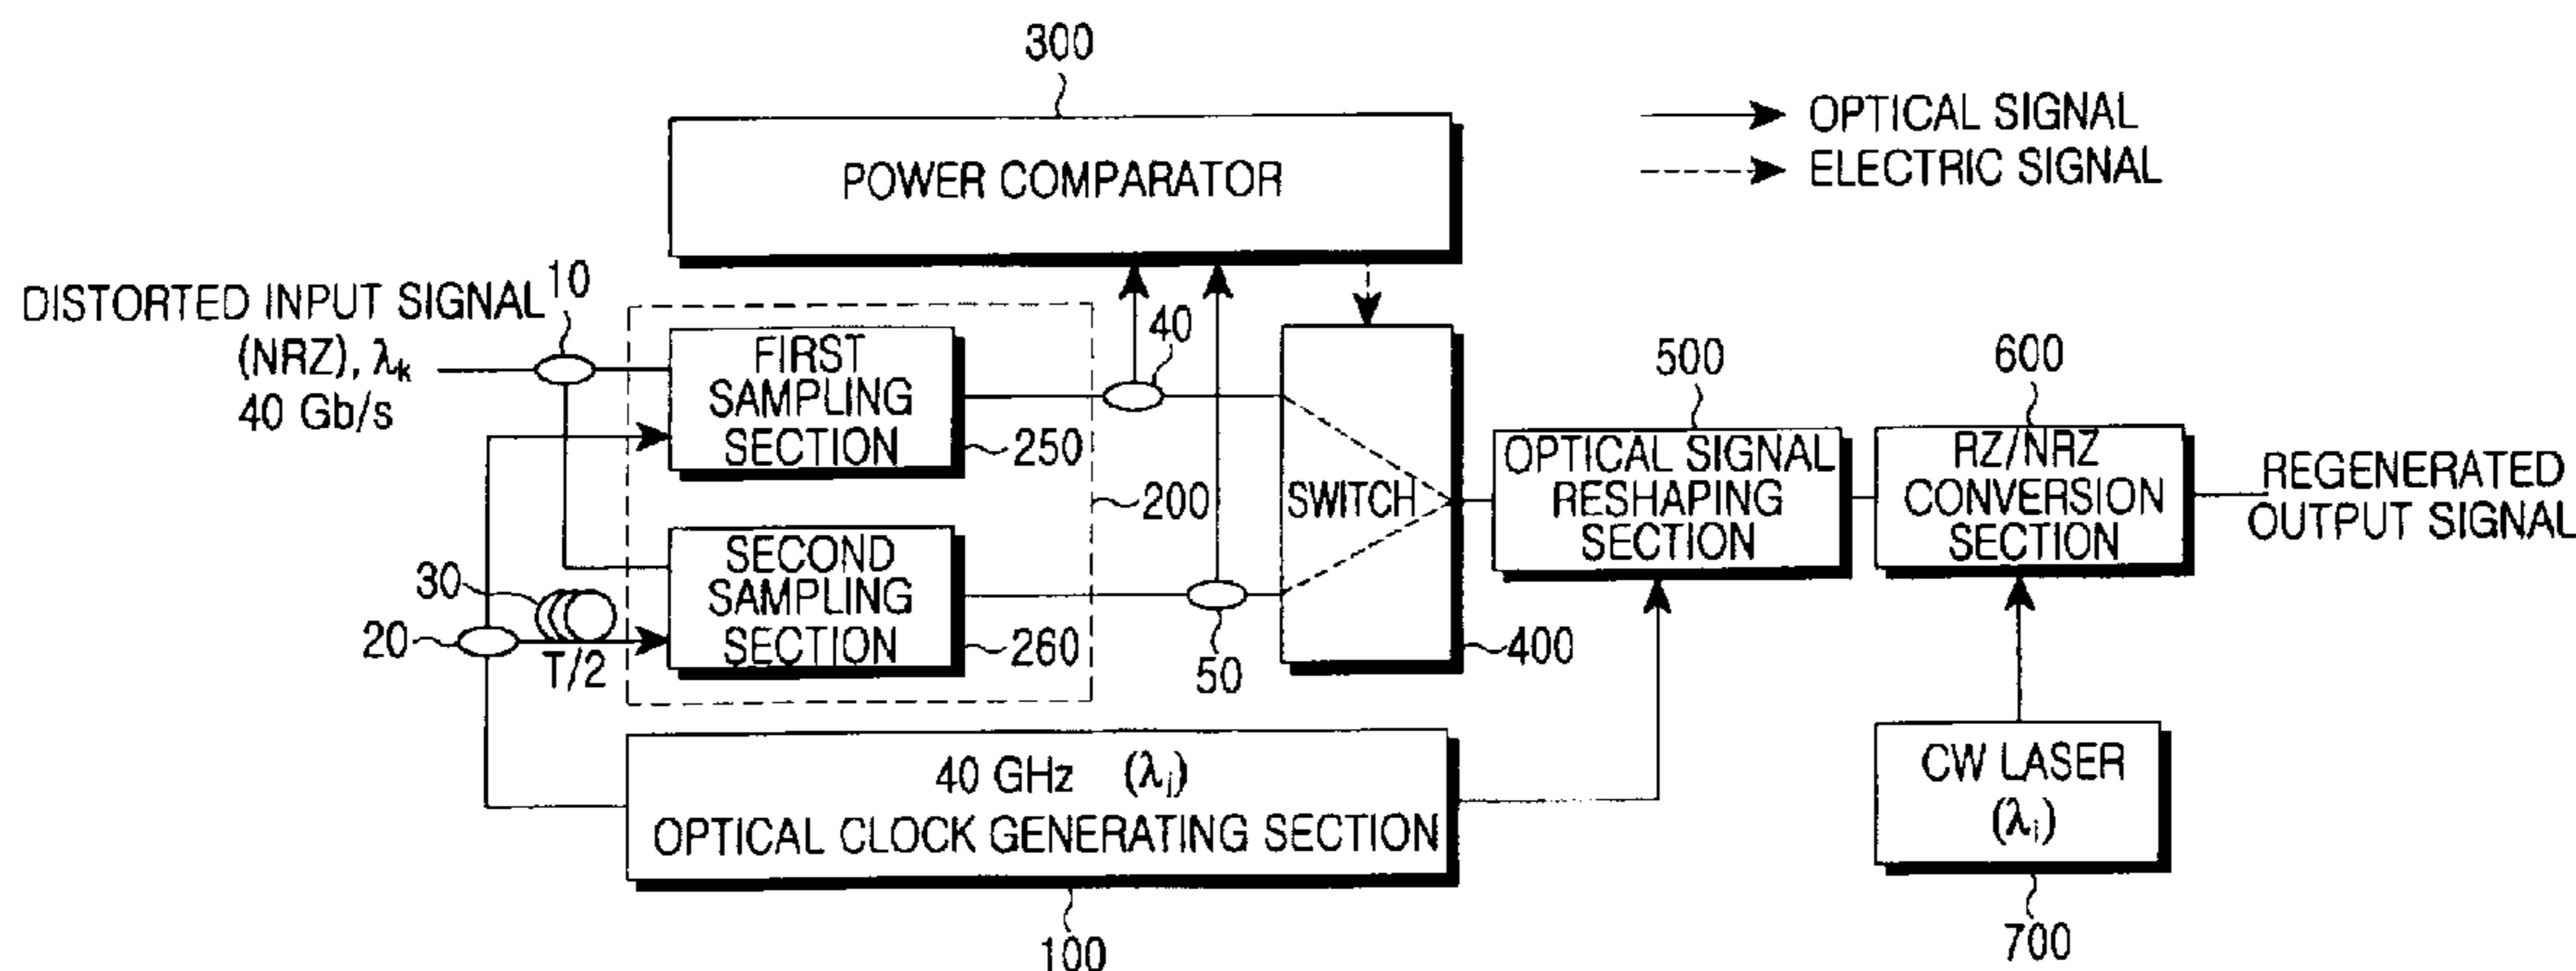 300
POWER COMPARATOR
OPTICAL SIGNAL
ELECTRIC SIGNAL
DISTORTED INPUT SIGNAL
(NRZ), λk
40 Gb/s
10
FIRST
SAMPLING
SECTION
250
40
200
SECOND
SAMPLING
SECTION
260
30
20
T/2
50
SWITCH
400
500
OPTICAL SIGNAL
RESHAPING
SECTION
600
RZ/NRZ
CONVERSION
SECTION
REGENERATED
OUTPUT SIGNAL
40 GHz (λj)
OPTICAL CLOCK GENERATING SECTION
100
CW LASER
(λi)
700